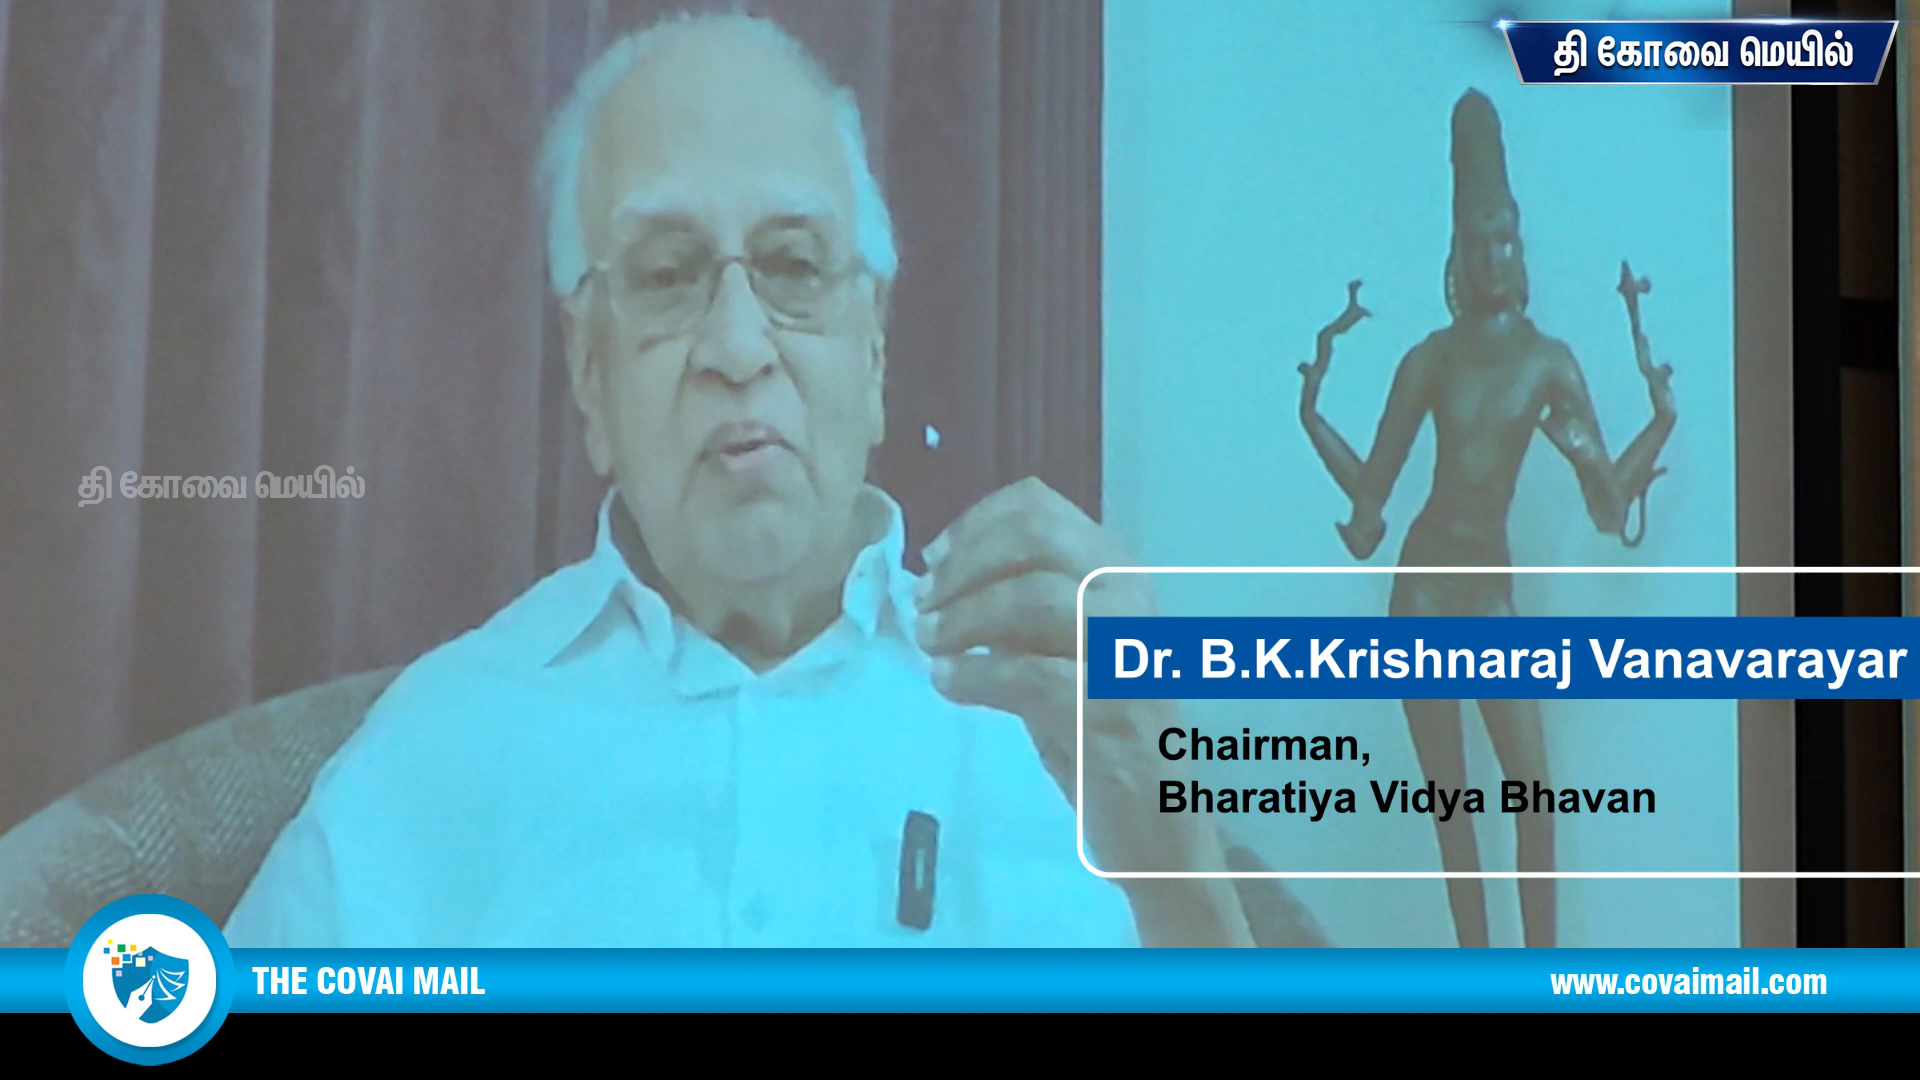 தி கோவை மெயில்
தி கோவை மெயில்
Dr. B.K.Krishnaraj Vanavarayar
Chairman,
Bharatiya Vidya Bhavan
THE COVAI MAIL
www.covaimail.com